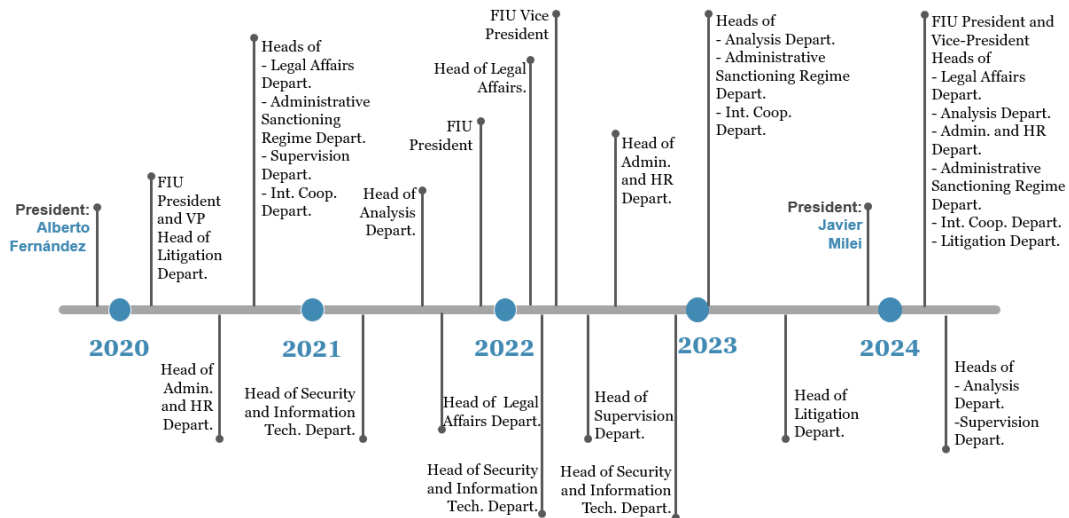 President:
Alberto
Fernández
FIU
President
and VP
Head of
Litigation
Depart.
Heads of
- Legal Affairs
Depart.
- Administrative
Sanctioning
Regime Depart.
- Supervision
Depart.
- Int. Coop.
Depart.
Head of
Analysis
Depart.
FIU
President
Head of Legal
Affairs.
FIU Vice
President
Head of
Admin.
and HR
Depart.
Heads of
- Analysis Depart.
- Administrative
Sanctioning Regime
Depart.
- Int. Coop.
Depart.
President:
Javier
Milei
FIU President and
Vice-President
Heads of
- Legal Affairs
Depart.
- Analysis Depart.
- Admin. and HR
Depart.
- Administrative
Sanctioning Regime
Depart.
- Int. Coop. Depart.
- Litigation Depart.
2020
2021
2022
2023
2024
Head of
Admin.
and HR
Depart.
Head of Security
and Information
Tech. Depart.
Head of Legal
Affairs Depart.
Head of Security
and Information
Tech. Depart.
Head of
Supervision
Depart.
Head of Security
and Information
Tech. Depart.
Head of
Litigation
Depart.
Heads of
- Analysis
Depart.
-Supervision
Depart.